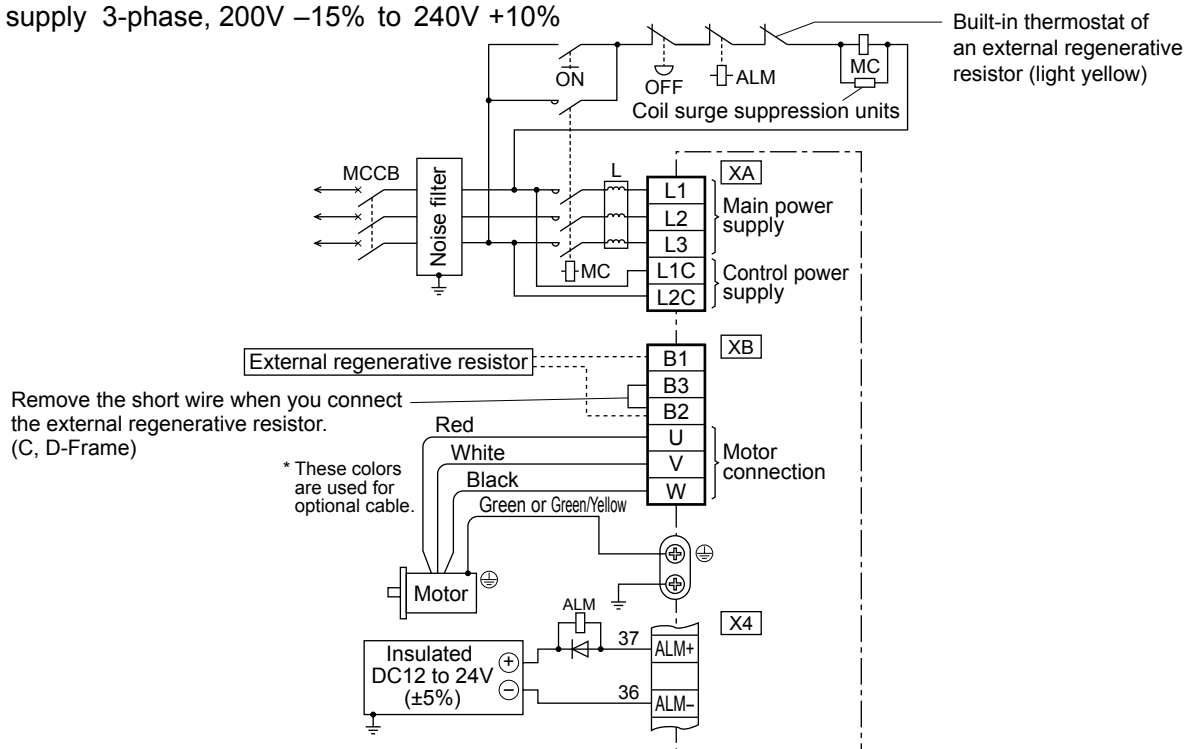 supply 3-phase, 200V –15% to 240V +10%
Built-in thermostat of
an external regenerative
resistor (light yellow)
ON
OFF
ALM
MC
Coil surge suppression units
MCCB
Noise filter
L
MC
XA
L1
L2
L3
L1C
L2C
Main power
supply
Control power
supply
XB
External regenerative resistor
B1
B3
B2
U
V
W
Remove the short wire when you connect
the external regenerative resistor.
(C, D-Frame)
Red
White
Black
Green or Green/Yellow
* These colors
are used for
optional cable.
Motor
connection
Motor
ALM
X4
Insulated
DC12 to 24V
(±5%)
+
−
37
36
ALM+
ALM−